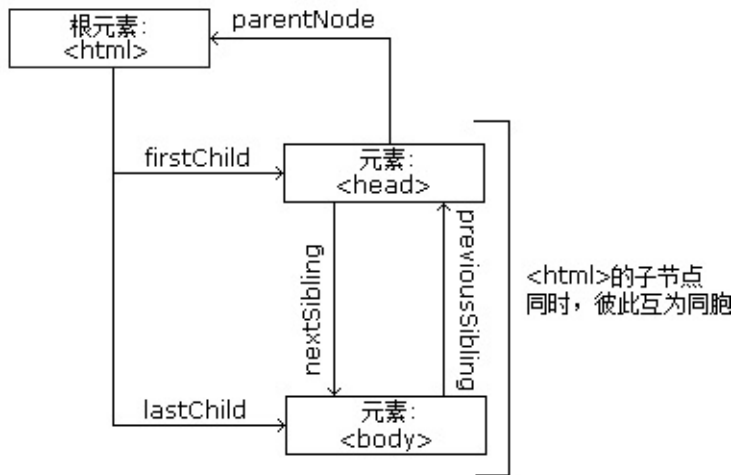 根元素:
<html>
parentNode
firstChild
元素:
<head>
nextSibling
previousSibling
<html>的子节点
同时，彼此互为同胞
lastChild
元素:
<body>